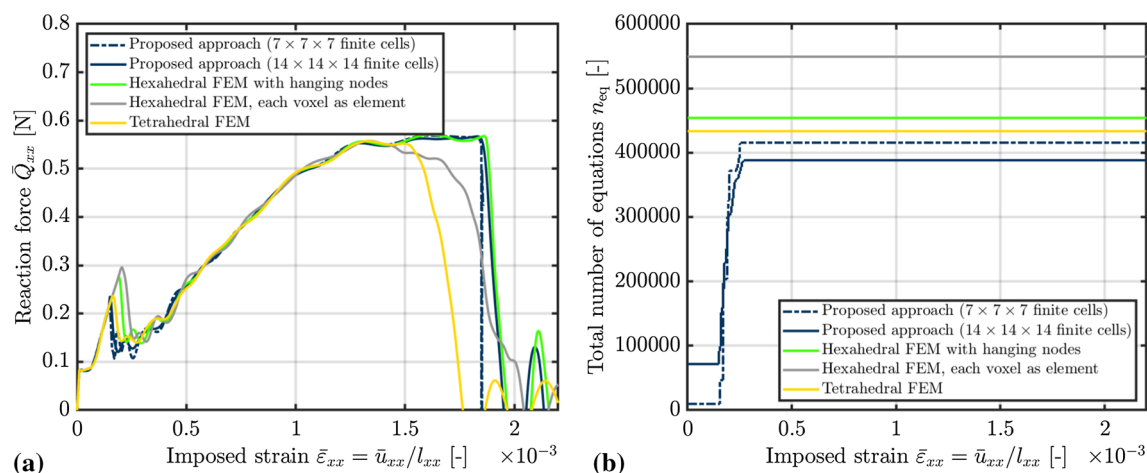 0.8
0.7
0.6
0.5
0.4
0.3
0.2
0.1
0
Reaction force Q̄xx [N]
Proposed approach (7 × 7 × 7 finite cells)
Proposed approach (14 × 14 × 14 finite cells)
Hexahedral FEM with hanging nodes
Hexahedral FEM, each voxel as element
Tetrahedral FEM
0 0.5 1 1.5 2
Imposed strain ε̄xx = ūxx/lxx [-] ×10⁻³
(a)
600000
500000
400000
300000
200000
100000
0
Total number of equations neq [-]
Proposed approach (7 × 7 × 7 finite cells)
Proposed approach (14 × 14 × 14 finite cells)
Hexahedral FEM with hanging nodes
Hexahedral FEM, each voxel as element
Tetrahedral FEM
0.5 1 1.5 2
Imposed strain ε̄xx = ūxx/lxx [-] ×10⁻³
(b)